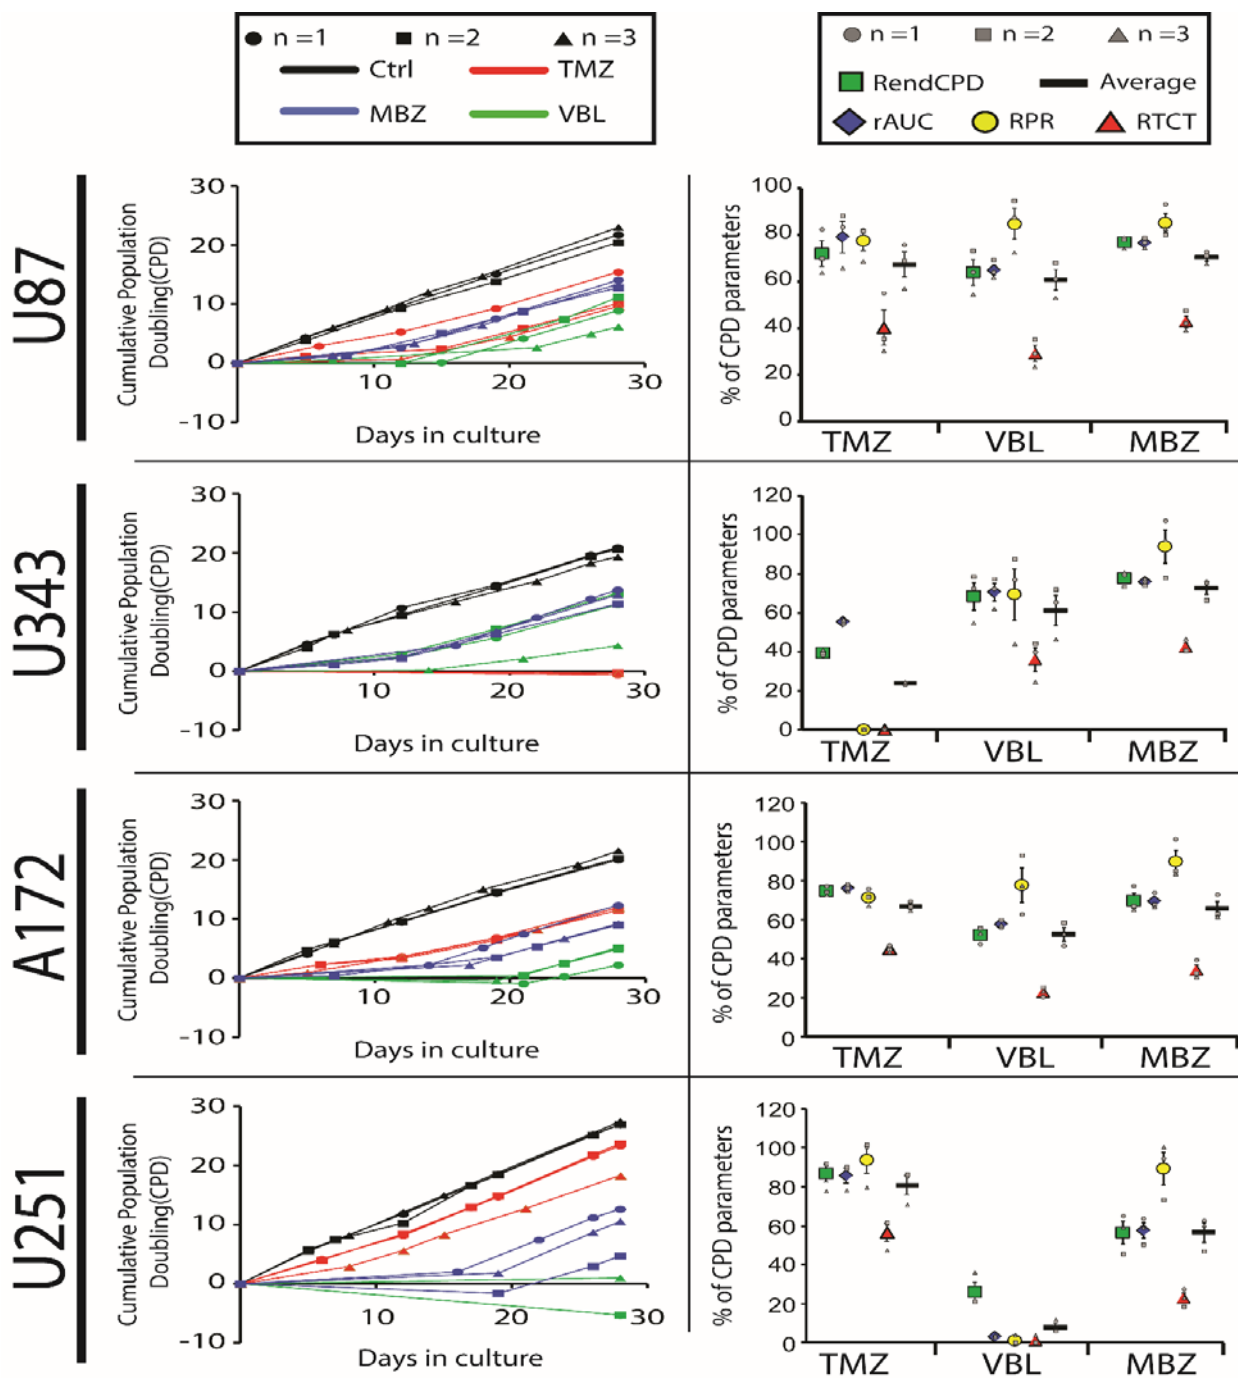 n =1 n =2 n =3
Ctrl TMZ
MBZ VBL
n =1 n =2 n =3
RendCPD Average
rAUC RPR RTCT
U87
Cumulative Population
Doubling(CPD)
30
20
10
0
-10
10 20 30
Days in culture
% of CPD parameters
100
80
60
40
20
0
TMZ VBL MBZ
U343
Cumulative Population
Doubling(CPD)
30
20
10
0
-10
10 20 30
Days in culture
% of CPD parameters
120
100
80
60
40
20
0
TMZ VBL MBZ
A172
Cumulative Population
Doubling(CPD)
30
20
10
0
-10
10 20 30
Days in culture
% of CPD parameters
120
100
80
60
40
20
0
TMZ VBL MBZ
U251
Cumulative Population
Doubling(CPD)
30
20
10
0
-10
10 20 30
Days in culture
% of CPD parameters
120
100
80
60
40
20
0
TMZ VBL MBZ